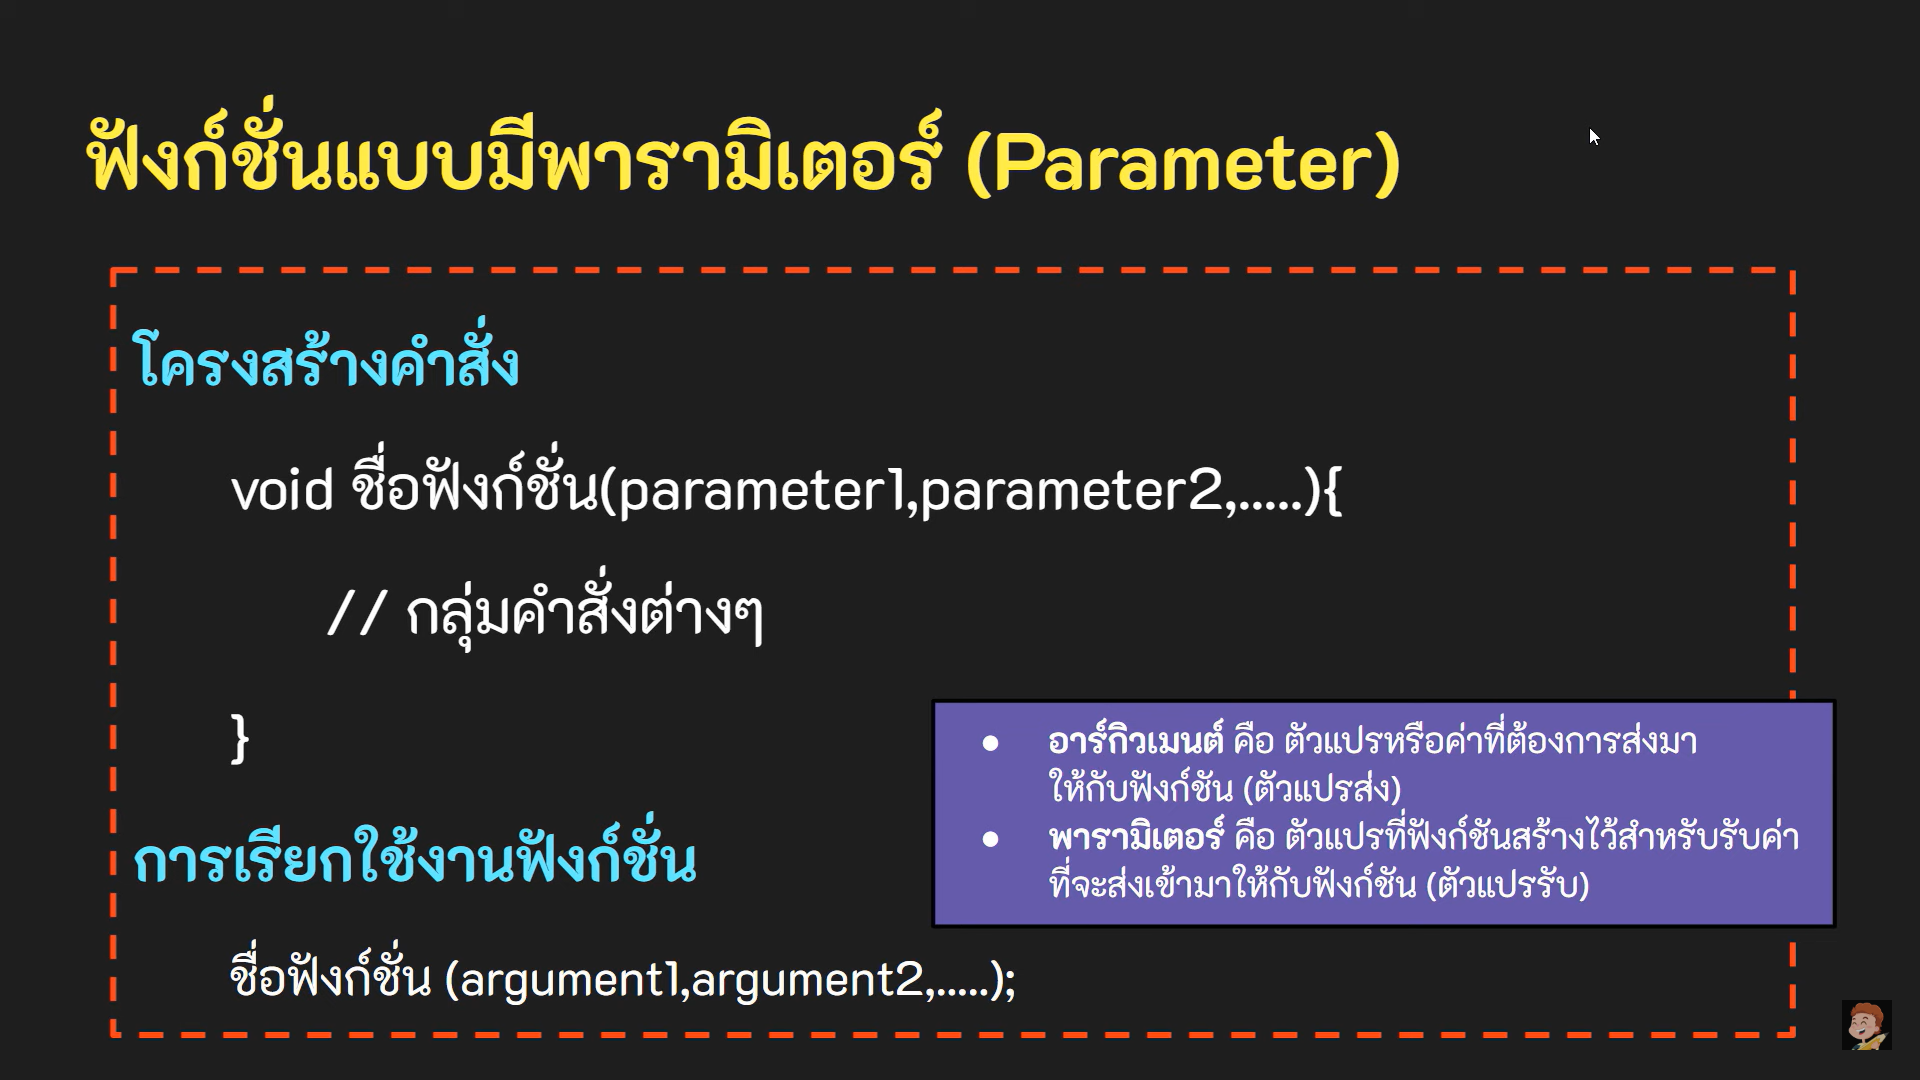 ฟังก์ชั่นแบบมีพารามิเตอร์ (Parameter)
โครงสร้างคำสั่ง
void ชื่อฟังก์ชั่น(parameter1,parameter2,.....){
// กลุ่มคำสั่งต่างๆ
}
การเรียกใช้งานฟังก์ชั่น
ชื่อฟังก์ชั่น (argument1,argument2,.....);
● อาร์กิวเมนต์ คือ ตัวแปรหรือค่าที่ต้องการส่งมา
ให้กับฟังก์ชัน (ตัวแปรส่ง)
● พารามิเตอร์ คือ ตัวแปรที่ฟังก์ชันสร้างไว้สำหรับรับค่า
ที่จะส่งเข้ามาให้กับฟังก์ชัน (ตัวแปรรับ)